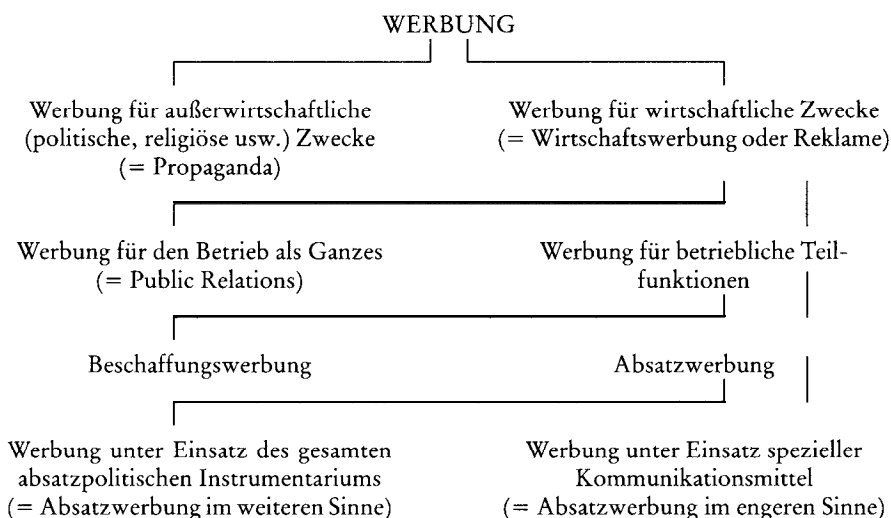 WERBUNG
Werbung für außerwirtschaftliche
(politische, religiöse usw.) Zwecke
(= Propaganda)
Werbung für wirtschaftliche Zwecke
(= Wirtschaftswerbung oder Reklame)
Werbung für den Betrieb als Ganzes
(= Public Relations)
Werbung für betriebliche Teil-
funktionen
Beschaffungswerbung
Absatzwerbung
Werbung unter Einsatz des gesamten
absatzpolitischen Instrumentariums
(= Absatzwerbung im weiteren Sinne)
Werbung unter Einsatz spezieller
Kommunikationsmittel
(= Absatzwerbung im engeren Sinne)